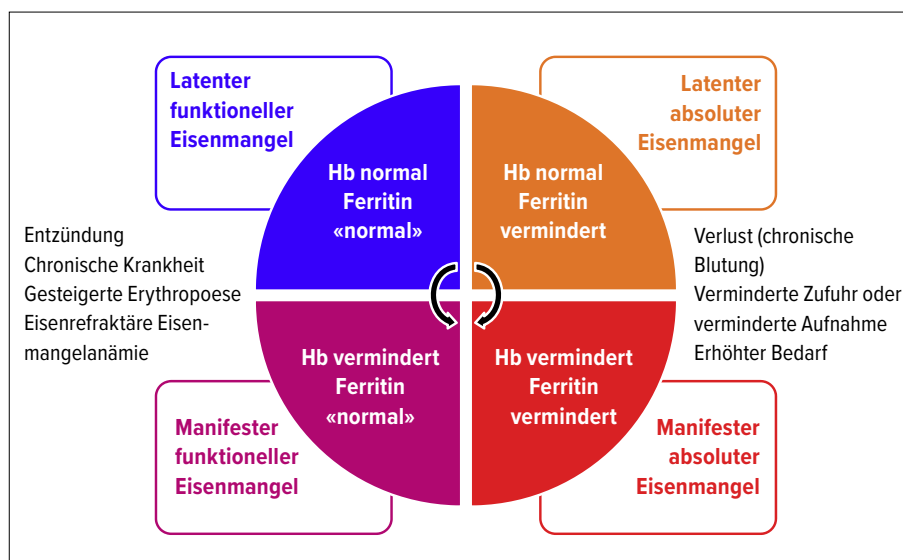 Latenter
funktioneller
Eisenmangel
Latenter
absoluter
Eisenmangel
Hb normal
Ferritin
«normal»
Hb normal
Ferritin
vermindert
Entzündung
Chronische Krankheit
Gesteigerte Erythropoese
Eisenrefraktäre Eisen-
mangelanämie
Verlust (chronische
Blutung)
Verminderte Zufuhr oder
verminderte Aufnahme
Erhöhter Bedarf
Hb vermindert
Ferritin
«normal»
Hb vermindert
Ferritin
vermindert
Manifester
funktioneller
Eisenmangel
Manifester
absoluter
Eisenmangel